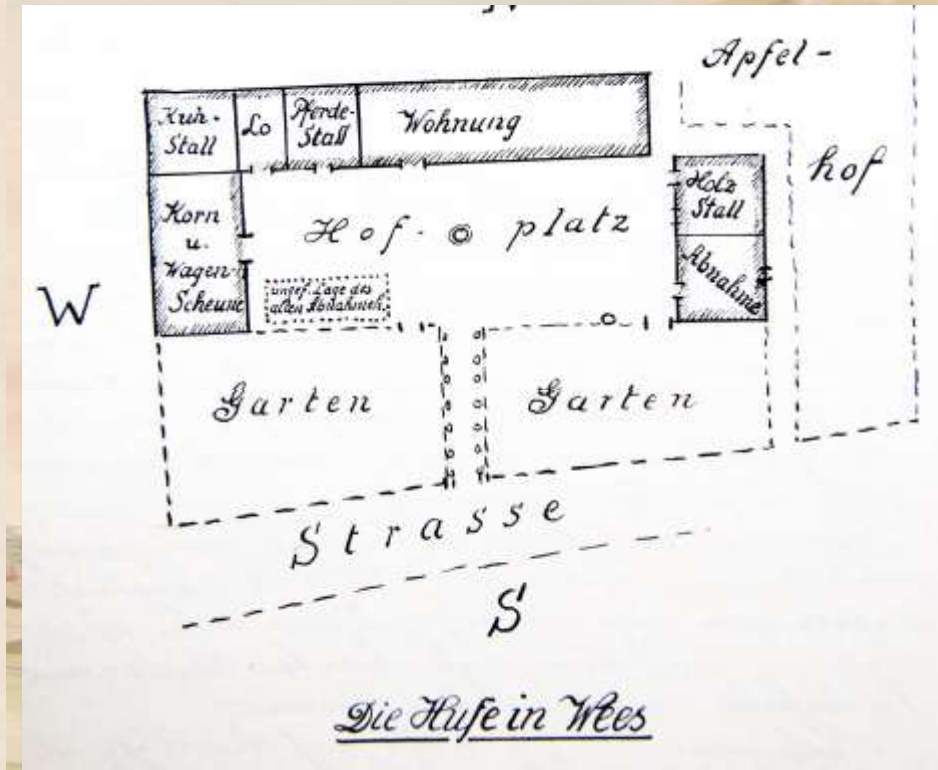 N
Apfel-
hof
Kuh-
Stall
Lo
Pferde-
Stall
Wohnung
Holz
Stall
Korn
u.
Wagen-
Scheune
Hof- platz
Abnahme
ungef. Lage des
alten Abnahmeh.
W
Garten
Garten
Strasse
S
Die Hufe in Wees